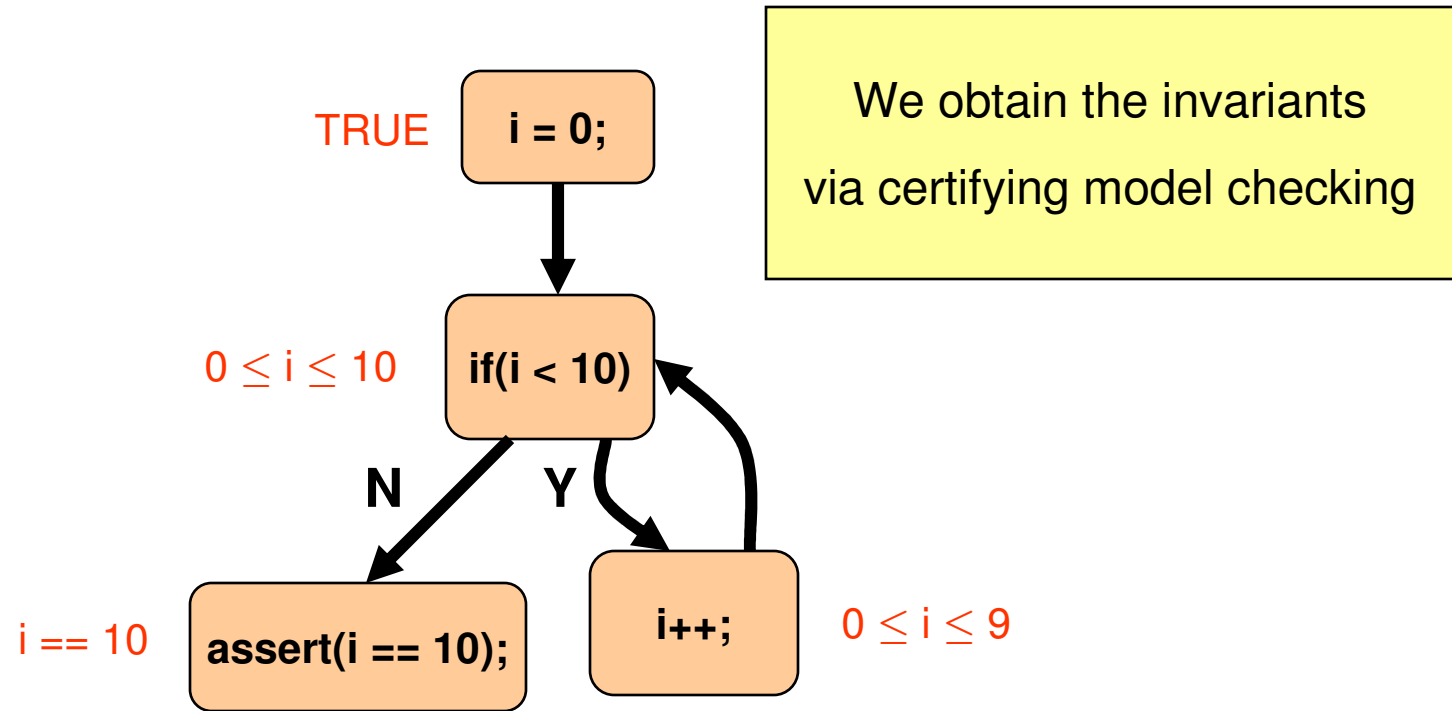 TRUE
i = 0;
We obtain the invariants
via certifying model checking
0 ≤ i ≤ 10
if(i < 10)
N
Y
i == 10
assert(i == 10);
i++;
0 ≤ i ≤ 9